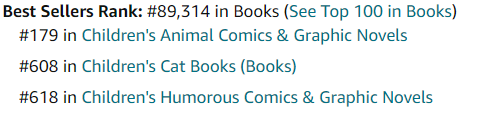 Best Sellers Rank: #89,314 in Books (See Top 100 in Books)
#179 in Children's Animal Comics & Graphic Novels
#608 in Children's Cat Books (Books)
#618 in Children's Humorous Comics & Graphic Novels